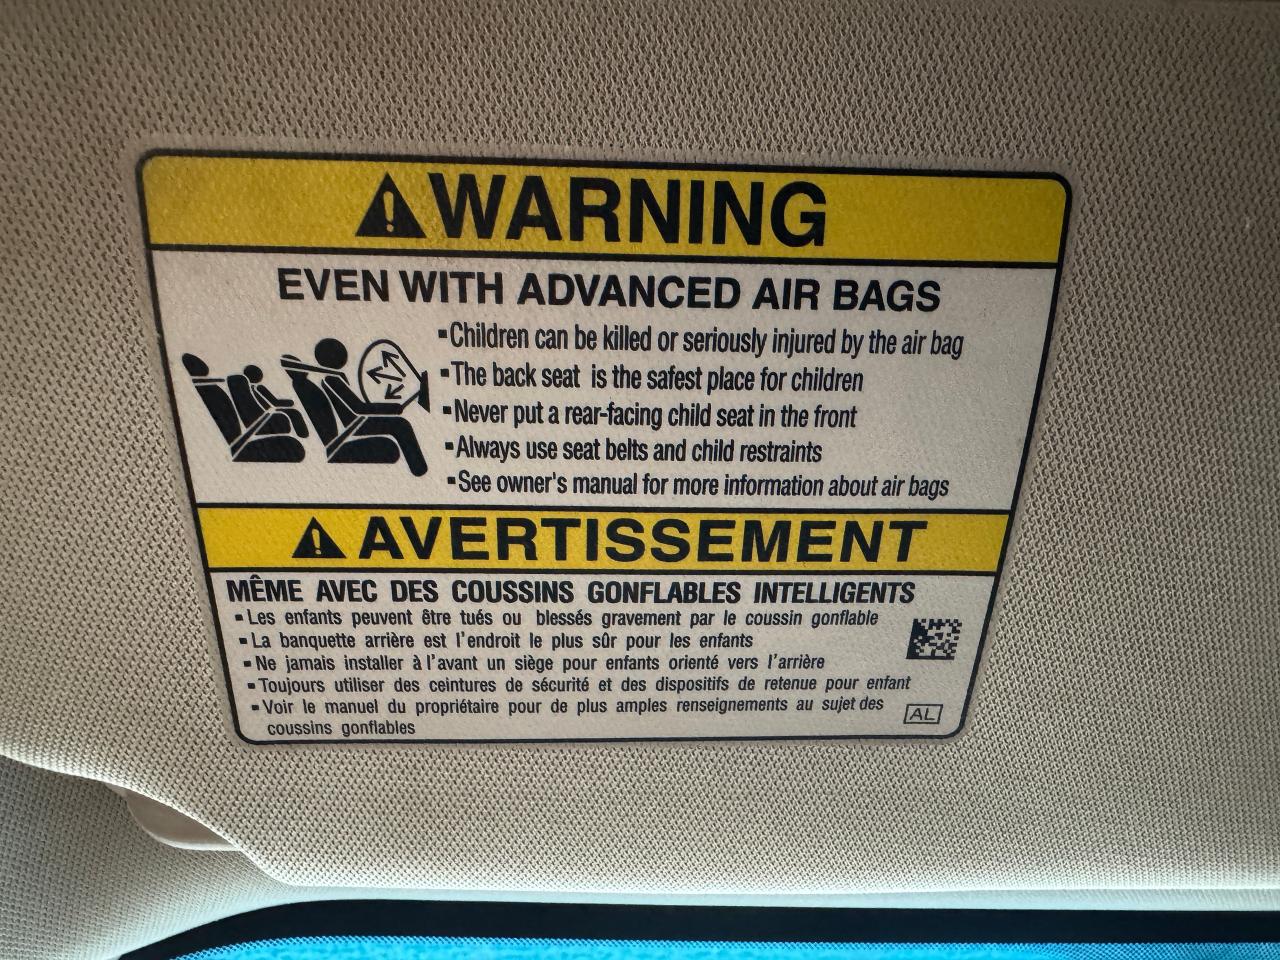 WARNING
EVEN WITH ADVANCED AIR BAGS
▪Children can be killed or seriously injured by the air bag
▪The back seat is the safest place for children
▪Never put a rear-facing child seat in the front
▪Always use seat belts and child restraints
▪See owner's manual for more information about air bags
AVERTISSEMENT
MÊME AVEC DES COUSSINS GONFLABLES INTELLIGENTS
▪Les enfants peuvent être tués ou blessés gravement par le coussin gonflable
▪La banquette arrière est l'endroit le plus sûr pour les enfants
▪Ne jamais installer à l'avant un siège pour enfants orienté vers l'arrière
▪Toujours utiliser des ceintures de sécurité et des dispositifs de retenue pour enfant
▪Voir le manuel du propriétaire pour de plus amples renseignements au sujet des
coussins gonflables
AL